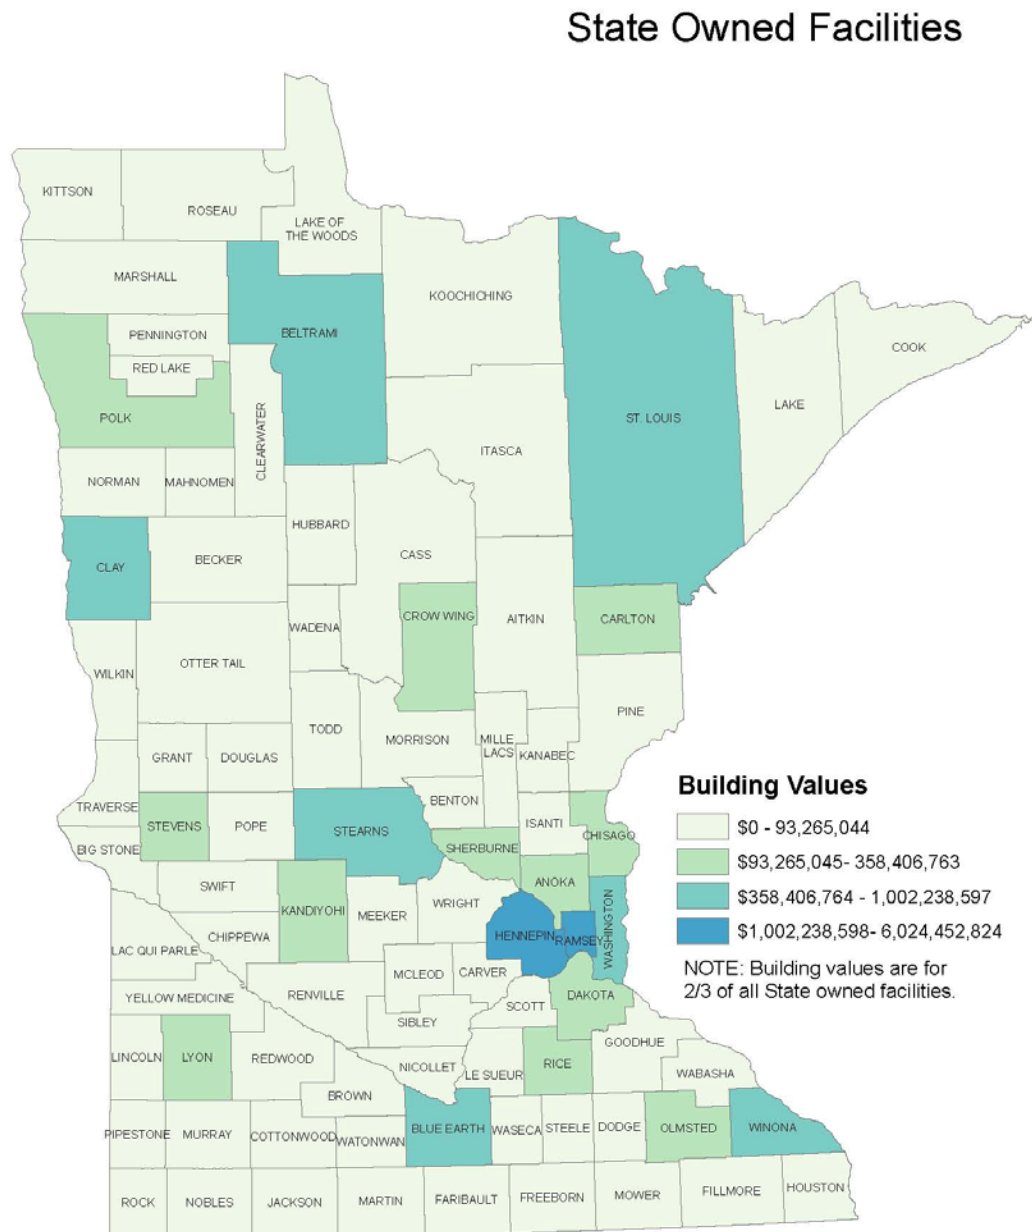 State Owned Facilities
KITTSON
ROSEAU
LAKE OF
THE WOODS
MARSHALL
KOOCHICHING
PENNINGTON
BELTRAMI
COOK
RED LAKE
LAKE
POLK
ST. LOUIS
CLEARWATER
ITASCA
NORMAN
MAHNOMEN
HUBBARD
CASS
BECKER
CLAY
CROW WING
AITKIN
CARLTON
WADENA
OTTER TAIL
WILKIN
PINE
TODD
MORRISON
MILLE
LACS
KANABEC
GRANT
DOUGLAS
Building Values
TRAVERSE
BENTON
ISANTI
STEVENS
POPE
STEARNS
$0 - 93,265,044
CHISAGO
BIG STONE
SHERBURNE
$93,265,045- 358,406,763
ANOKA
SWIFT
$358,406,764 - 1,002,238,597
KANDIYOHI
MEEKER
WRIGHT
WASHINGTON
CHIPPEWA
HENNEPIN
RAMSEY
$1,002,238,598- 6,024,452,824
LAC QUI PARLE
MCLEOD
CARVER
NOTE: Building values are for
2/3 of all State owned facilities.
YELLOW MEDICINE
RENVILLE
DAKOTA
SCOTT
SIBLEY
LINCOLN
LYON
REDWOOD
GOODHUE
NICOLLET
LE SUEUR
RICE
WABASHA
BROWN
PIPESTONE
MURRAY
COTTONWOOD
WATONWAN
BLUE EARTH
WASECA
STEELE
DODGE
OLMSTED
WINONA
ROCK
NOBLES
JACKSON
MARTIN
FARIBAULT
FREEBORN
MOWER
FILLMORE
HOUSTON